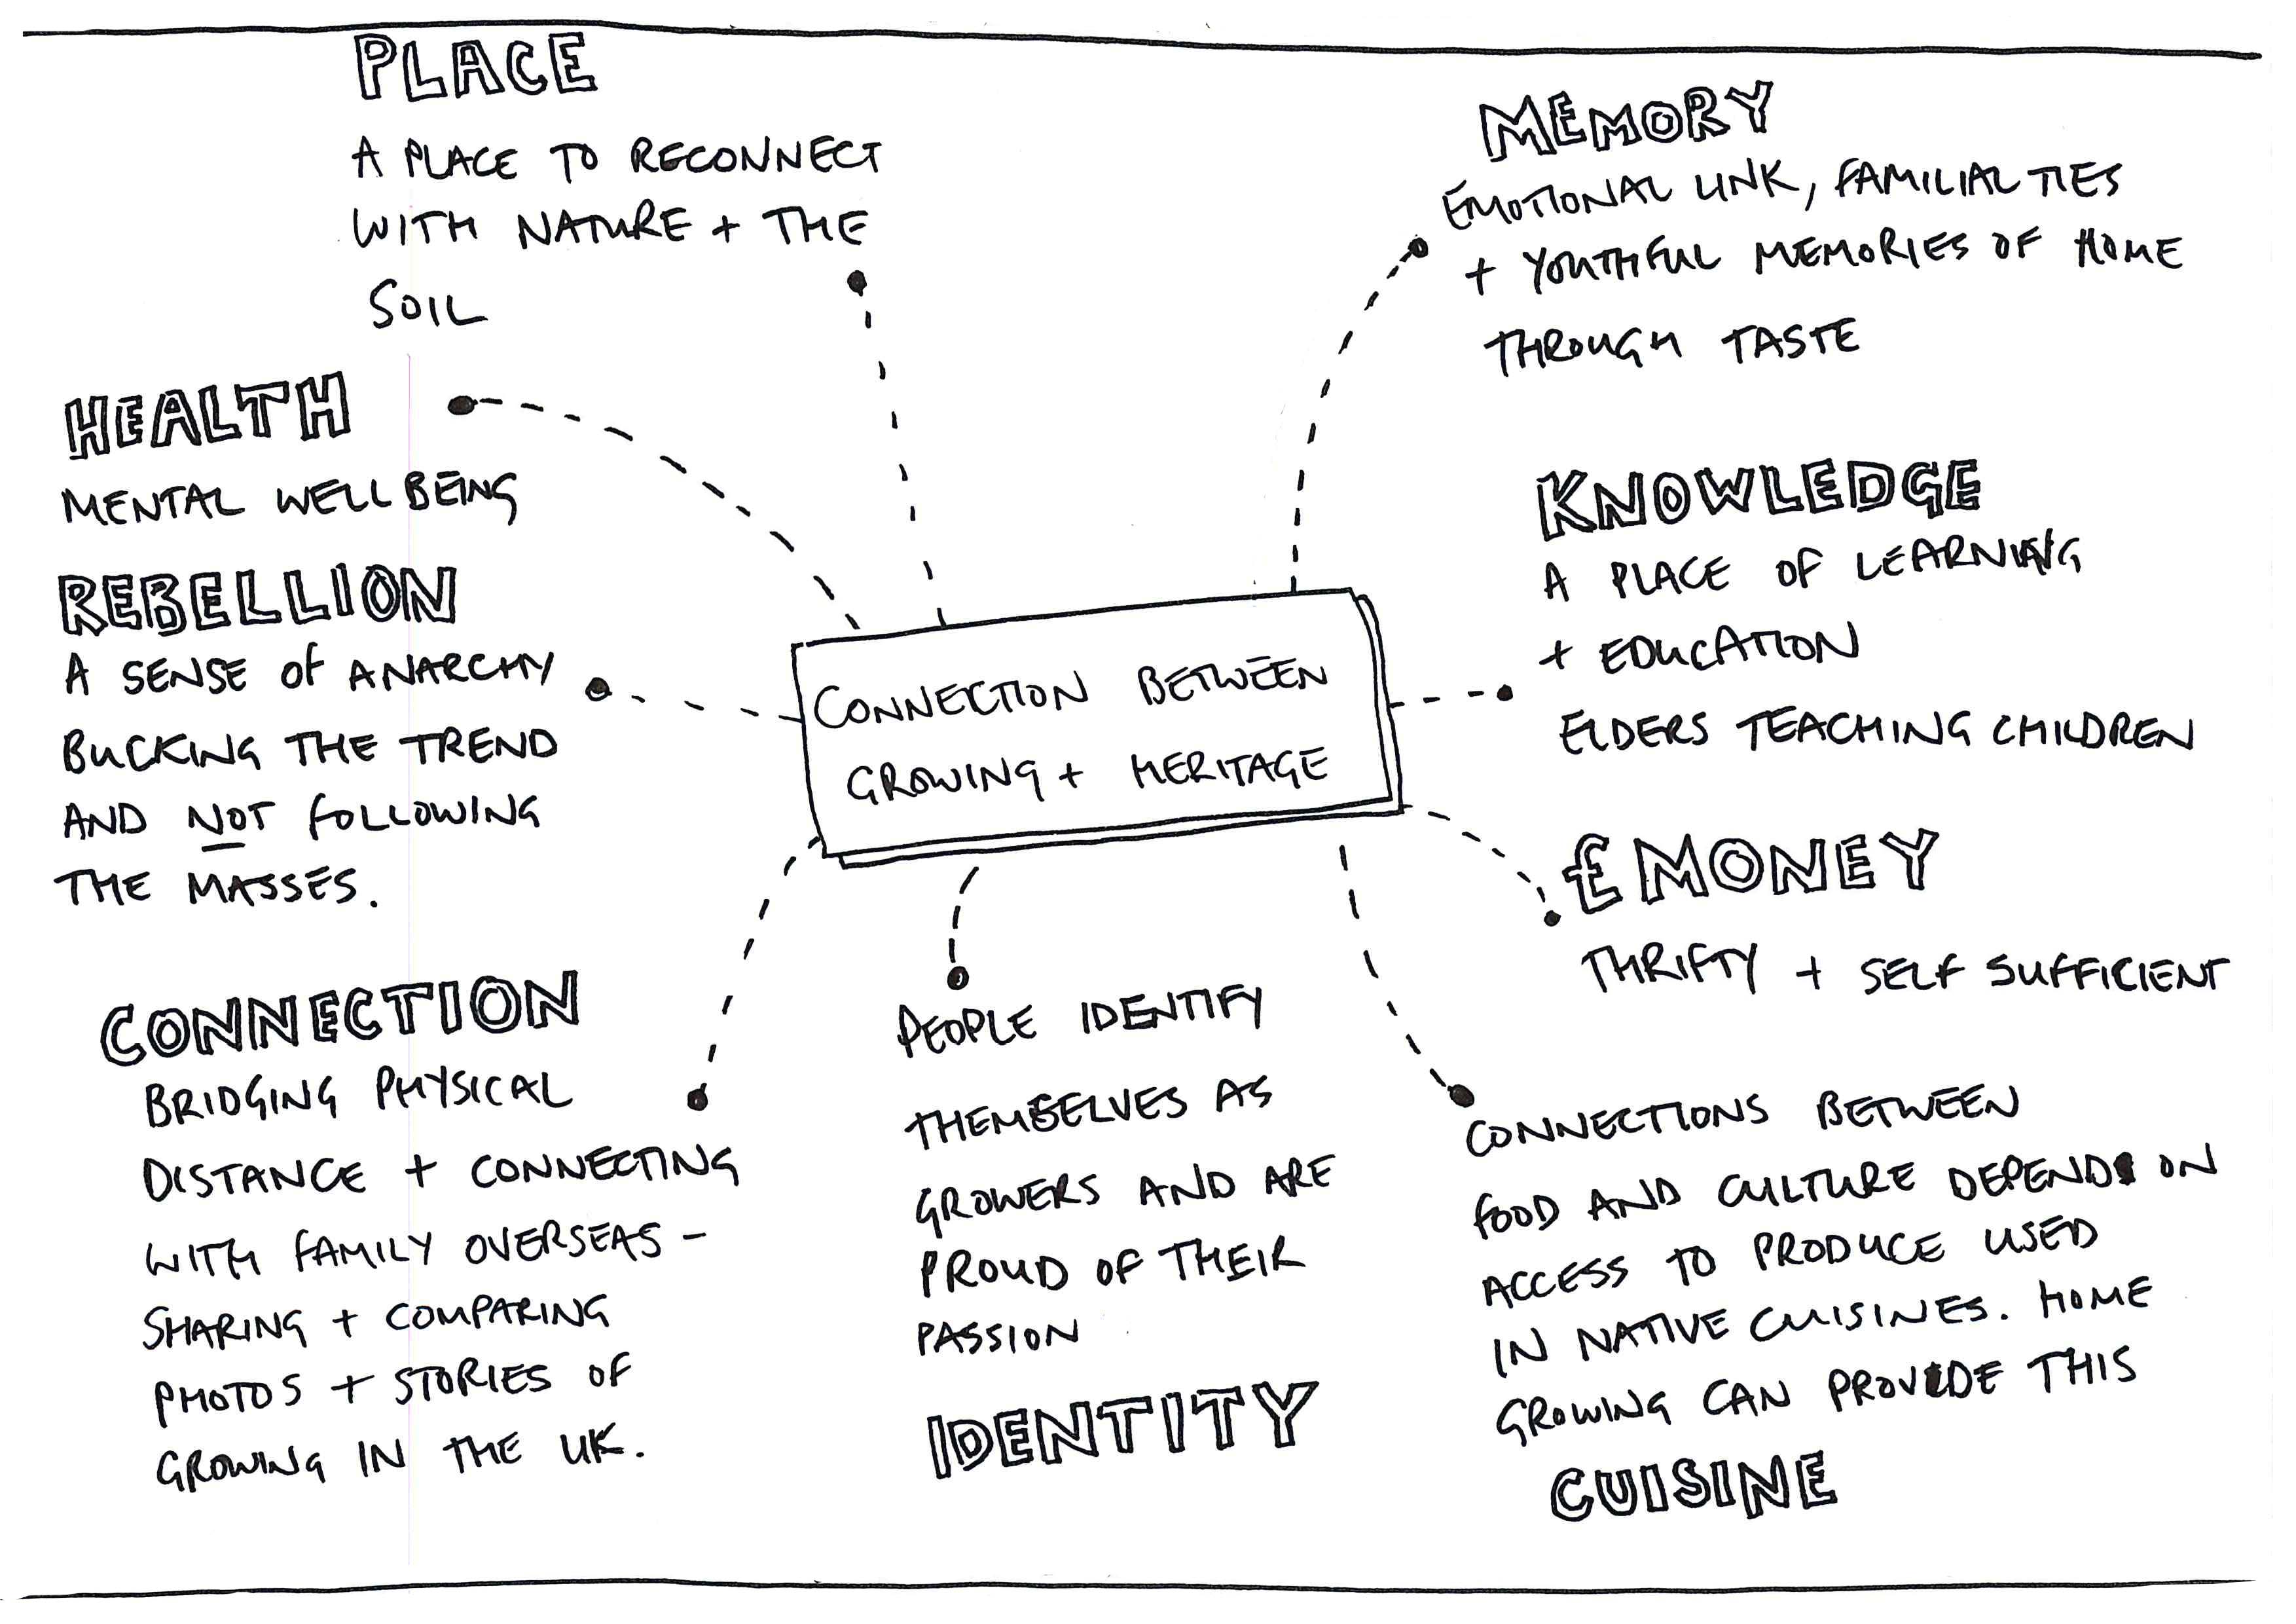 PLACE
A PLACE TO RECONNECT
WITH NATURE + THE
SOIL
MEMORY
EMOTIONAL LINK, FAMILIAL TIES
+ YOUTHFUL MEMORIES OF HOME
THROUGH TASTE
HEALTH
MENTAL WELL BEING
KNOWLEDGE
A PLACE OF LEARNING
+ EDUCATION
ELDERS TEACHING CHILDREN
REBELLION
A SENSE OF ANARCHY
BUCKING THE TREND
AND NOT FOLLOWING
THE MASSES.
CONNECTION BETWEEN
GROWING + HERITAGE
£ MONEY
THRIFTY + SELF SUFFICIENT
CONNECTION
BRIDGING PHYSICAL
DISTANCE + CONNECTING
WITH FAMILY OVERSEAS -
SHARING + COMPARING
PHOTOS + STORIES OF
GROWING IN THE UK.
PEOPLE IDENTIFY
THEMSELVES AS
GROWERS AND ARE
PROUD OF THEIR
PASSION
IDENTITY
CONNECTIONS BETWEEN
FOOD AND CULTURE DEPEND ON
ACCESS TO PRODUCE USED
IN NATIVE CUISINES. HOME
GROWING CAN PROVIDE THIS
CUISINE